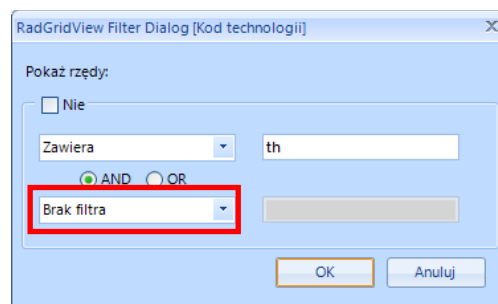 RadGridView Filter Dialog [Kod technologii]
Pokaż rzędy:
Nie
Zawiera th
AND OR
Brak filtra
OK Anuluj